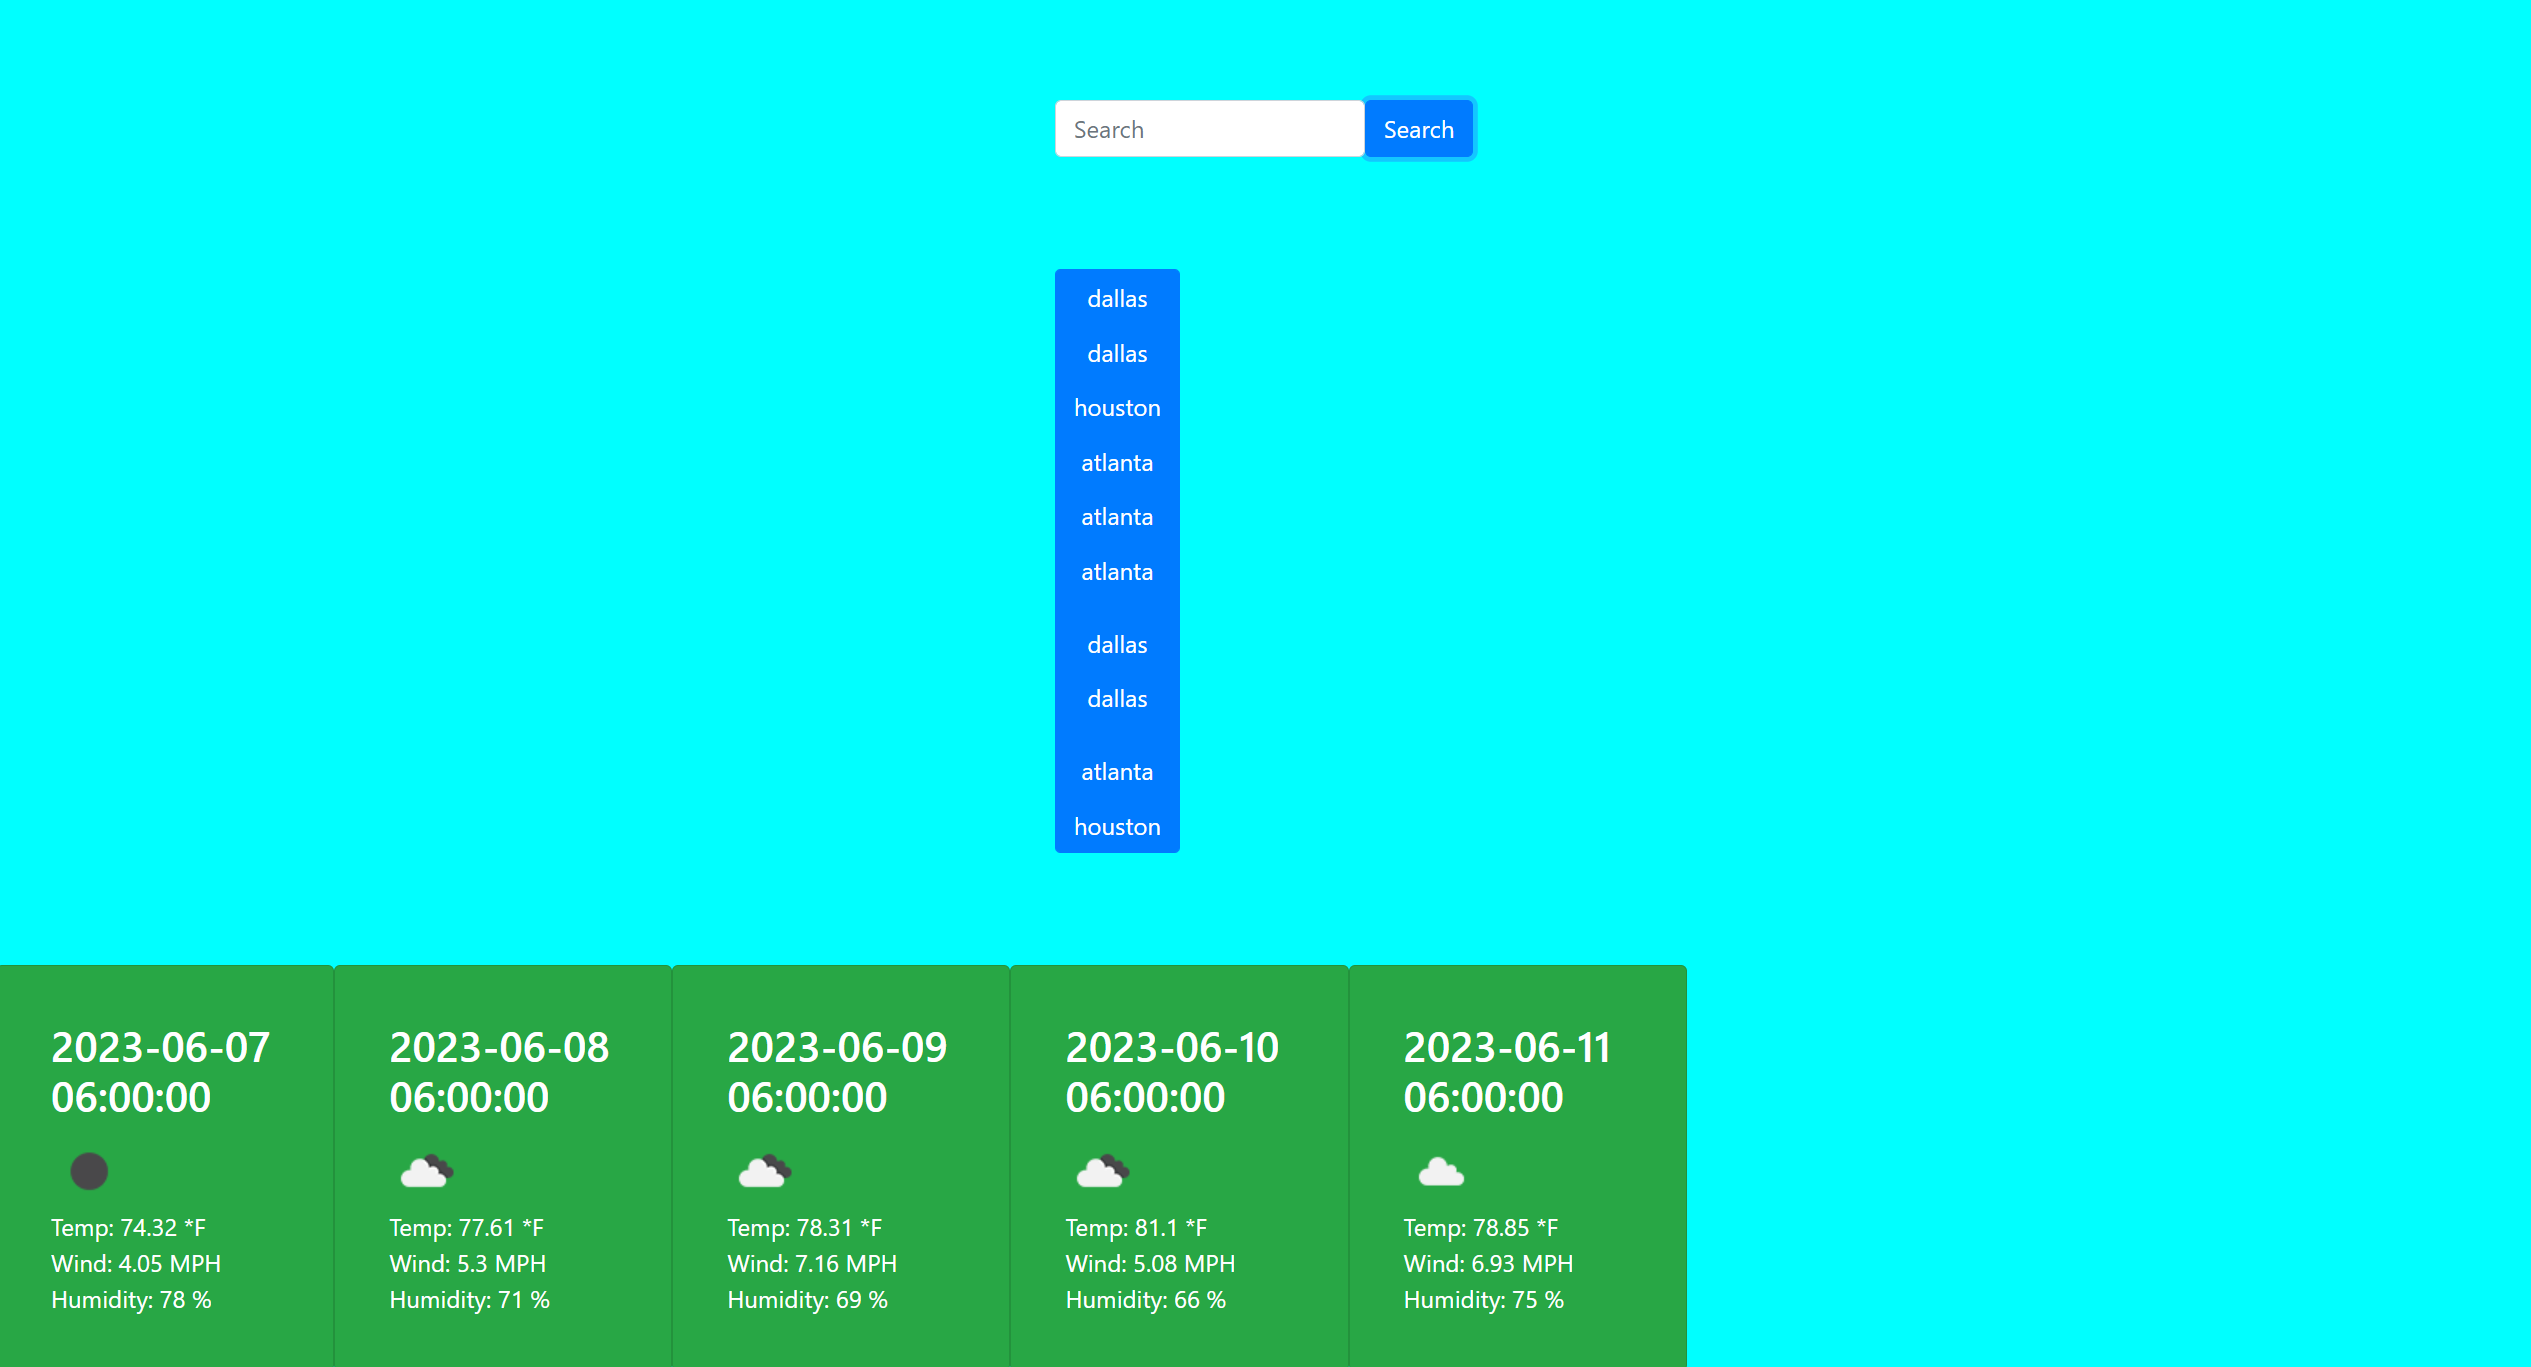 Search
Search
dallas
dallas
houston
atlanta
atlanta
atlanta
dallas
dallas
atlanta
houston
2023-06-07
06:00:00
Temp: 74.32 *F
Wind: 4.05 MPH
Humidity: 78 %
2023-06-08
06:00:00
Temp: 77.61 *F
Wind: 5.3 MPH
Humidity: 71 %
2023-06-09
06:00:00
Temp: 78.31 *F
Wind: 7.16 MPH
Humidity: 69 %
2023-06-10
06:00:00
Temp: 81.1 *F
Wind: 5.08 MPH
Humidity: 66 %
2023-06-11
06:00:00
Temp: 78.85 *F
Wind: 6.93 MPH
Humidity: 75 %